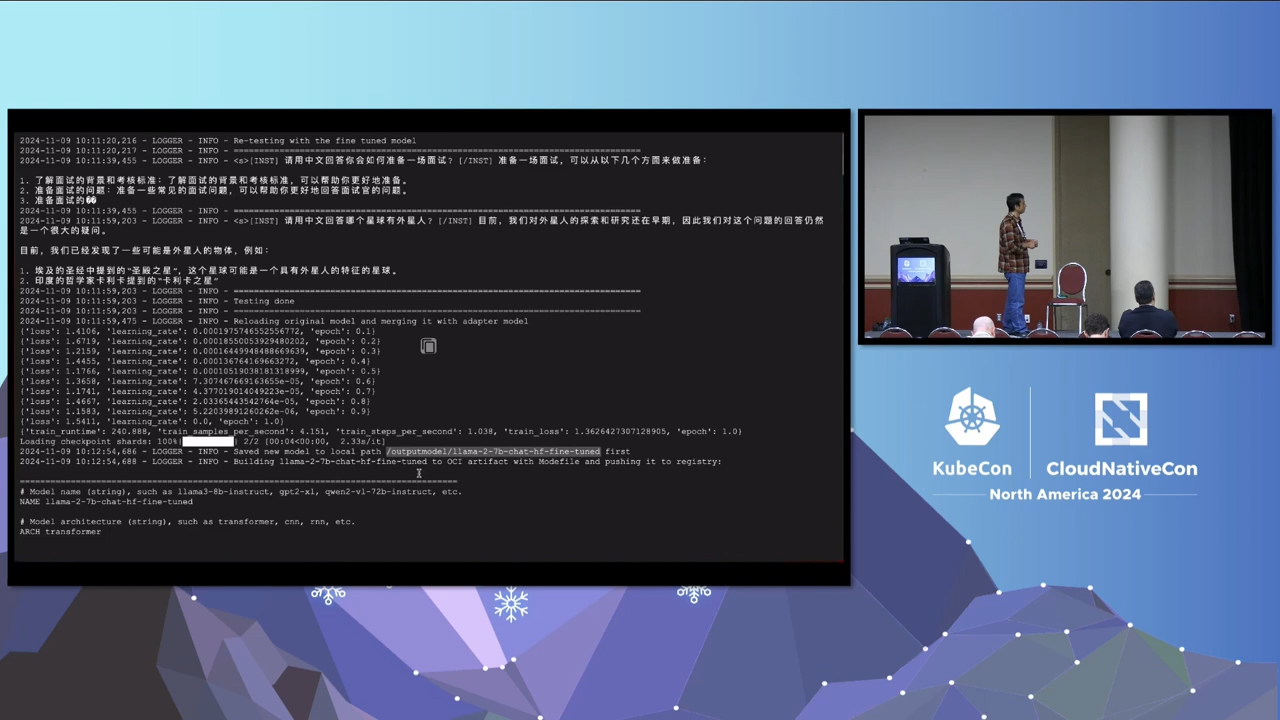 2024-11-09 10:11:20,216 - LOGGER - INFO - Re-testing with the fine tuned model
2024-11-09 10:11:20,217 - LOGGER - INFO - ================================================================================
2024-11-09 10:11:39,455 - LOGGER - INFO - <s>[INST] 请用中文回答你会如何准备一场面试? [/INST] 准备一场面试，可以从以下几个方面来做准备：
1. 了解面试的背景和考核标准：了解面试的背景和考核标准，可以帮助你更好地准备。
2. 准备面试的问题：准备一些常见的面试问题，可以帮助你更好地回答面试官的问题。
3. 准备面试的��
2024-11-09 10:11:39,455 - LOGGER - INFO - ================================================================================
2024-11-09 10:11:59,203 - LOGGER - INFO - <s>[INST] 请用中文回答哪个星球有外星人? [/INST] 目前，我们对外星人的探索和研究还在早期，因此我们对这个问题的回答仍然
是一个很大的疑问。
目前，我们已经发现了一些可能是外星人的物体，例如：
1. 埃及的圣经中提到的“圣殿之星”，这个星球可能是一个具有外星人的特征的星球。
2. 印度的哲学家卡利卡提到的“卡利卡之星”
2024-11-09 10:11:59,203 - LOGGER - INFO - ================================================================================
2024-11-09 10:11:59,203 - LOGGER - INFO - Testing done
2024-11-09 10:11:59,203 - LOGGER - INFO - ================================================================================
2024-11-09 10:11:59,475 - LOGGER - INFO - Reloading original model and merging it with adapter model
{'loss': 1.4106, 'learning_rate': 0.0001975746552556772, 'epoch': 0.1}
{'loss': 1.6719, 'learning_rate': 0.00018550053929480202, 'epoch': 0.2}
{'loss': 1.2159, 'learning_rate': 0.00016449948488669639, 'epoch': 0.3}
{'loss': 1.4455, 'learning_rate': 0.000136764169663272, 'epoch': 0.4}
{'loss': 1.1766, 'learning_rate': 0.00010519038181318999, 'epoch': 0.5}
{'loss': 1.3658, 'learning_rate': 7.307467669163655e-05, 'epoch': 0.6}
{'loss': 1.1741, 'learning_rate': 4.377019014049223e-05, 'epoch': 0.7}
{'loss': 1.4667, 'learning_rate': 2.0336544354272​4e-05, 'epoch': 0.8}
{'loss': 1.1583, 'learning_rate': 5.22039891260262e-06, 'epoch': 0.9}
{'loss': 1.5411, 'learning_rate': 0.0, 'epoch': 1.0}
{'train_runtime': 240.888, 'train_samples_per_second': 4.151, 'train_steps_per_second': 1.038, 'train_loss': 1.3626427307128905, 'epoch': 1.0}
Loading checkpoint shards: 100%| | 2/2 [00:04<00:00, 2.33s/it]
2024-11-09 10:12:54,686 - LOGGER - INFO - Saved new model to local path /outputmodel/llama-2-7b-chat-hf-fine-tuned first
2024-11-09 10:12:54,688 - LOGGER - INFO - Building llama-2-7b-chat-hf-fine-tuned to OCI artifact with Modefile and pushing it to registry:
================================================================================
# Model name (string), such as llama3-8b-instruct, gpt2-xl, qwen2-vl-72b-instruct, etc.
NAME llama-2-7b-chat-hf-fine-tuned
# Model architecture (string), such as transformer, cnn, rnn, etc.
ARCH transformer
KubeCon
CloudNativeCon
North America 2024